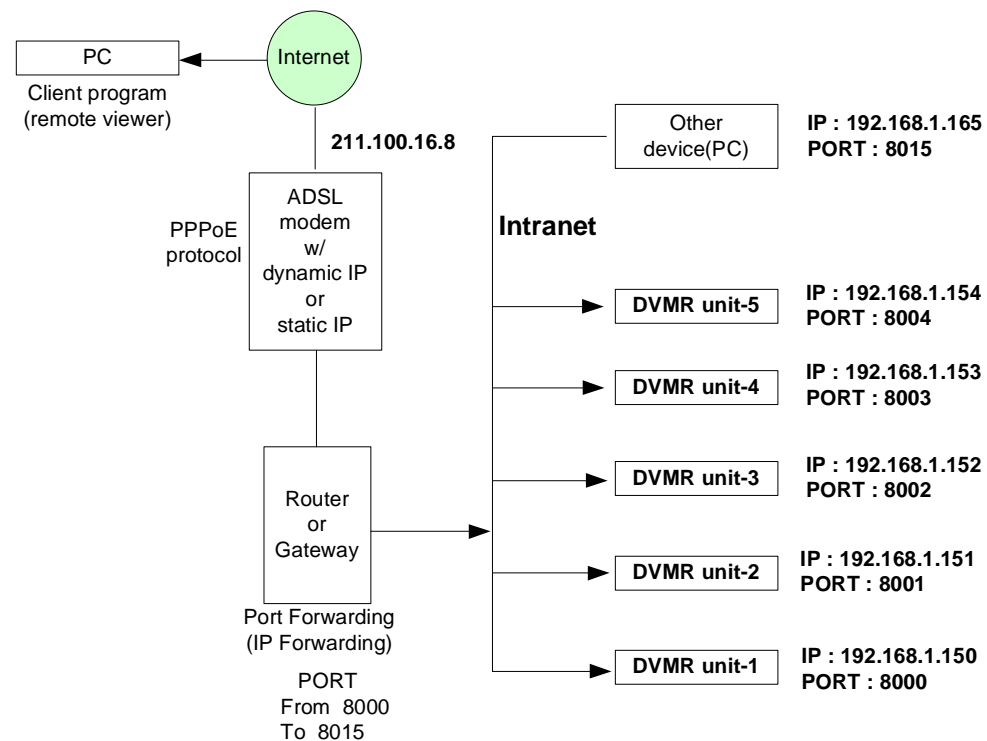 PC
Client program
(remote viewer)
Internet
211.100.16.8
PPPoE
protocol
ADSL
modem
w/
dynamic IP
or
static IP
Router
or
Gateway
Port Forwarding
(IP Forwarding)
PORT
From 8000
To 8015
Intranet
Other
device(PC)
IP : 192.168.1.165
PORT : 8015
DVMR unit-5
IP : 192.168.1.154
PORT : 8004
DVMR unit-4
IP : 192.168.1.153
PORT : 8003
DVMR unit-3
IP : 192.168.1.152
PORT : 8002
DVMR unit-2
IP : 192.168.1.151
PORT : 8001
DVMR unit-1
IP : 192.168.1.150
PORT : 8000